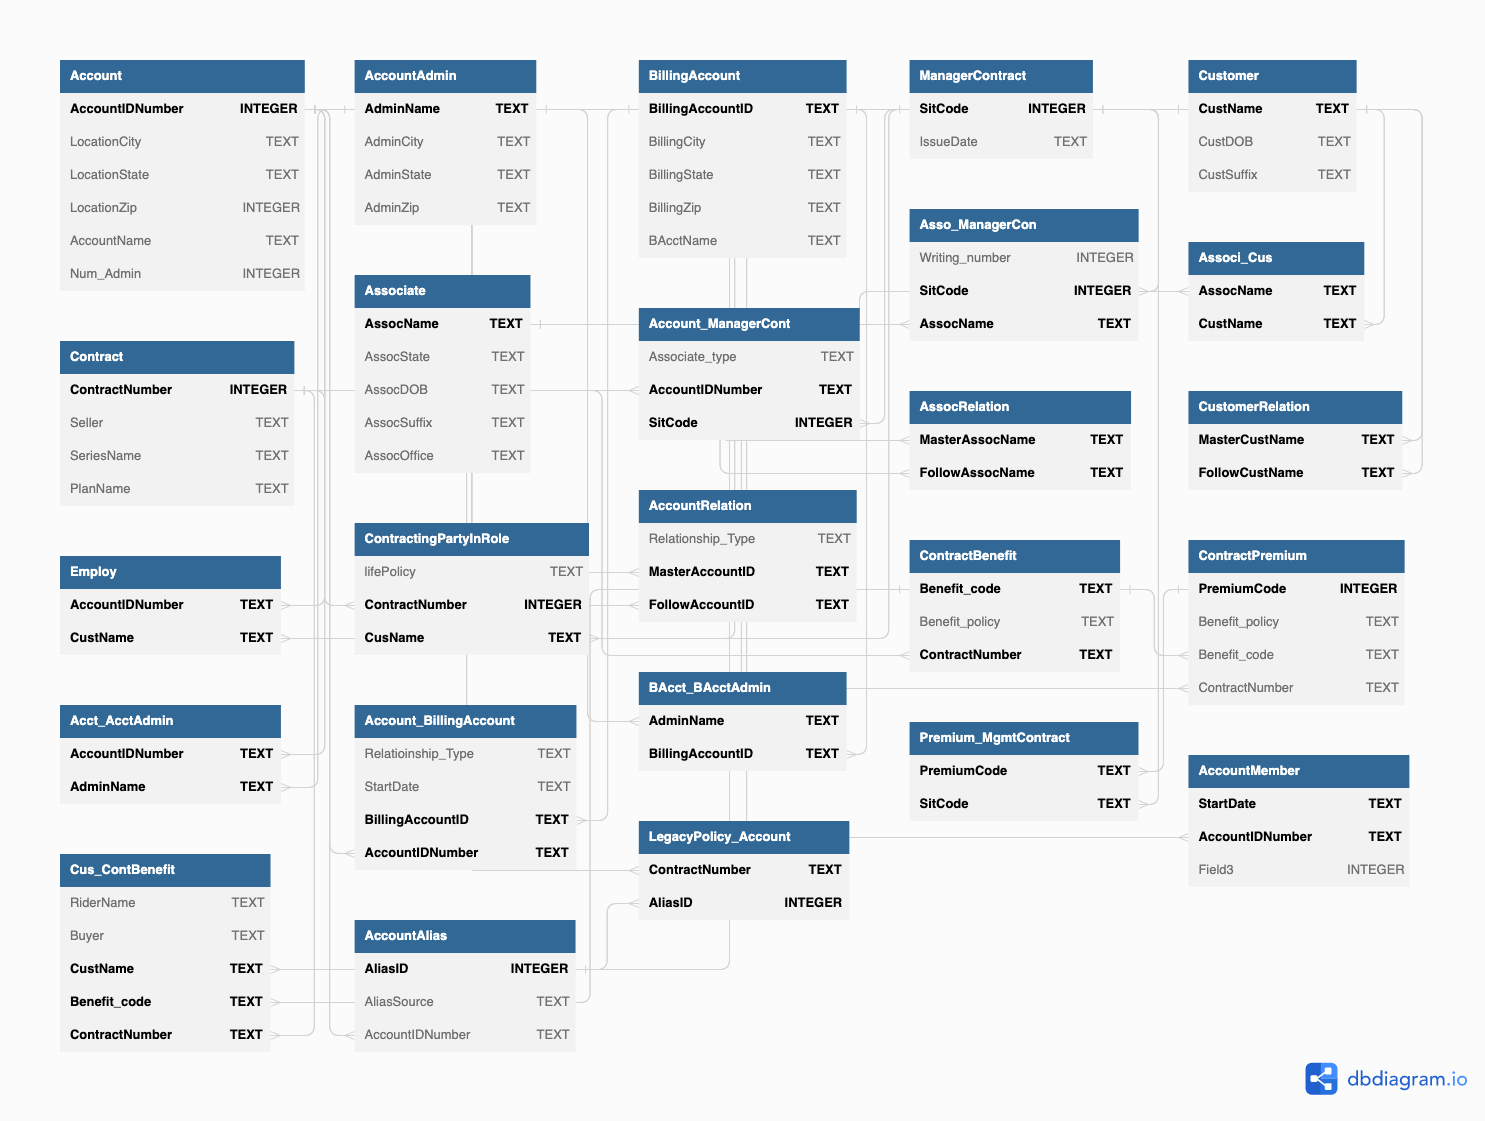 Account
AccountIDNumber INTEGER
LocationCity TEXT
LocationState TEXT
LocationZip INTEGER
AccountName TEXT
Num_Admin INTEGER
Contract
ContractNumber INTEGER
Seller TEXT
SeriesName TEXT
PlanName TEXT
Employ
AccountIDNumber TEXT
CustName TEXT
Acct_AcctAdmin
AccountIDNumber TEXT
AdminName TEXT
Cus_ContBenefit
RiderName TEXT
Buyer TEXT
CustName TEXT
Benefit_code TEXT
ContractNumber TEXT
AccountAdmin
AdminName TEXT
AdminCity TEXT
AdminState TEXT
AdminZip TEXT
Associate
AssocName TEXT
AssocState TEXT
AssocDOB TEXT
AssocSuffix TEXT
AssocOffice TEXT
ContractingPartyInRole
lifePolicy TEXT
ContractNumber INTEGER
CusName TEXT
Account_BillingAccount
Relatioinship_Type TEXT
StartDate TEXT
BillingAccountID TEXT
AccountIDNumber TEXT
AccountAlias
AliasID INTEGER
AliasSource TEXT
AccountIDNumber TEXT
BillingAccount
BillingAccountID TEXT
BillingCity TEXT
BillingState TEXT
BillingZip TEXT
BAcctName TEXT
Account_ManagerCont
Associate_type TEXT
AccountIDNumber TEXT
SitCode INTEGER
AccountRelation
Relationship_Type TEXT
MasterAccountID TEXT
FollowAccountID TEXT
BAcct_BAcctAdmin
AdminName TEXT
BillingAccountID TEXT
LegacyPolicy_Account
ContractNumber TEXT
AliasID INTEGER
ManagerContract
SitCode INTEGER
IssueDate TEXT
Asso_ManagerCon
Writing_number INTEGER
SitCode INTEGER
AssocName TEXT
AssocRelation
MasterAssocName TEXT
FollowAssocName TEXT
ContractBenefit
Benefit_code TEXT
Benefit_policy TEXT
ContractNumber TEXT
Premium_MgmtContract
PremiumCode TEXT
SitCode TEXT
Customer
CustName TEXT
CustDOB TEXT
CustSuffix TEXT
Associ_Cus
AssocName TEXT
CustName TEXT
CustomerRelation
MasterCustName TEXT
FollowCustName TEXT
ContractPremium
PremiumCode INTEGER
Benefit_policy TEXT
Benefit_code TEXT
ContractNumber TEXT
AccountMember
StartDate TEXT
AccountIDNumber TEXT
Field3 INTEGER
dbdiagram.io